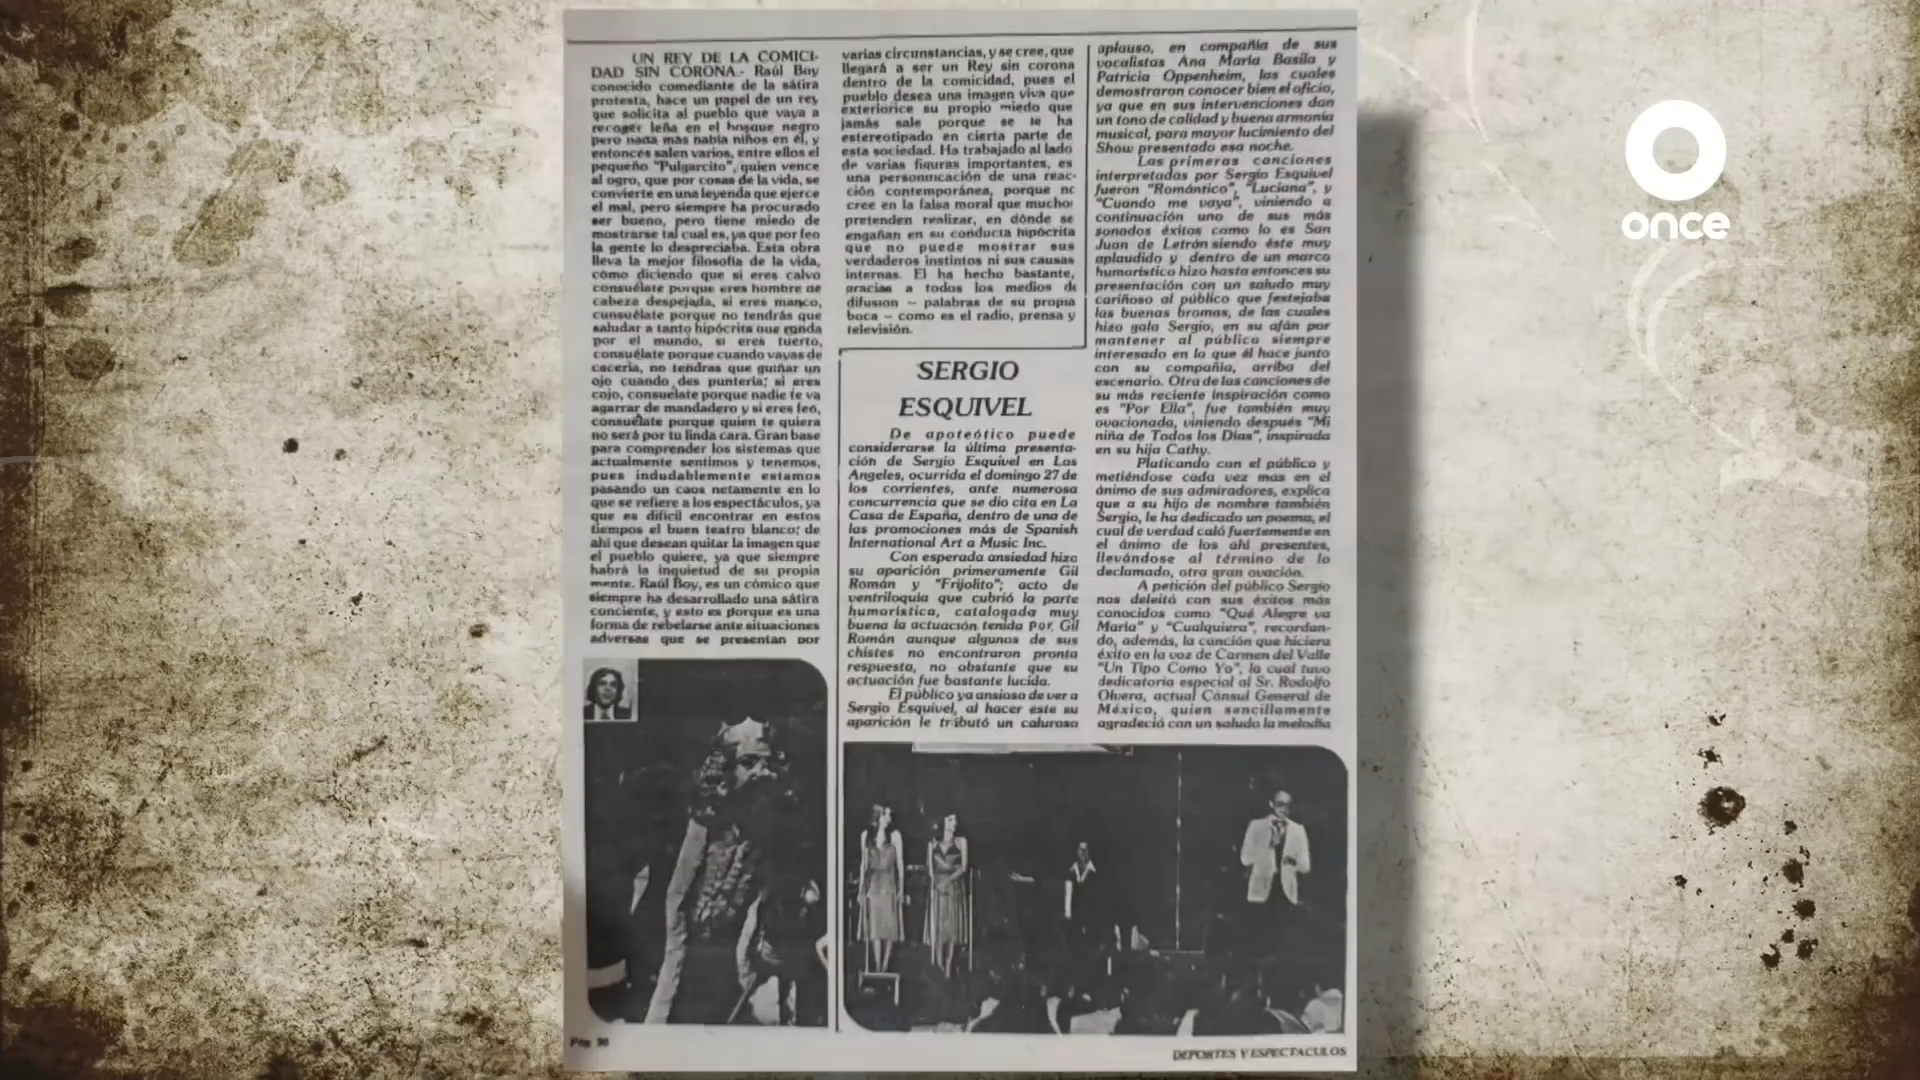 UN REY DE LA COMICI-
DAD SIN CORONA.- Raúl Boy
conocido comediante de la sátira
protesta, hace un papel de un rey
que solicita al pueblo que vaya a
recoger leña en el bosque negro
pero nada más había niños en él, y
entonces salen varios, entre ellos el
pequeño "Pulgarcito", quien vence
al ogro, que por cosas de la vida, se
convierte en una leyenda que ejerce
el mal, pero siempre ha procurado
ser bueno, pero tiene miedo de
mostrarse tal cual es, ya que por feo
la gente lo despreciaba. Esta obra
lleva la mejor filosofía de la vida,
cómo diciendo que si eres calvo
consuélate porque eres hombre de
cabeza despejada, si eres manco,
cunsuélate porque no tendrás que
saludar a tanto hipócrita que ronda
por el mundo, si eres tuerto,
consuélate porque cuando vayas de
cacería, no tendras que guiñar un
ojo cuando des puntería; si eres
cojo, consuelate porque nadie te va
agarrar de mandadero y si eres feo,
consuélate porque quien te quiera
no será por tu linda cara. Gran base
para comprender los sistemas que
actualmente sentimos y tenemos,
pues indudablemente estamos
pasando un caos netamente en lo
que se refiere a los espectáculos, ya
que es difícil encontrar en estos
tiempos el buen teatro blanco; de
ahí que desean quitar la imagen que
el pueblo quiere, ya que siempre
habrá la inquietud de su propia
mente. Raúl Boy, es un cómico que
siempre ha desarrollado una sátira
conciente, y esto es porque es una
forma de rebelarse ante situaciones
adversas que se presentan por
varias circunstancias, y se cree, que
llegará a ser un Rey sin corona
dentro de la comicidad, pues el
pueblo desea una imagen viva que
exteriorice su propio miedo que
jamás sale porque se le ha
estereotipado en cierta parte de
esta sociedad. Ha trabajado al lado
de varias figuras importantes, es
una personificación de una reac-
ción contemporánea, porque no
cree en la falsa moral que muchos
pretenden realizar, en dónde se
engañan en su conducta hipócrita
que no puede mostrar sus
verdaderos instintos ni sus causas
internas. El ha hecho bastante,
gracias a todos los medios de
difusion — palabras de su propia
boca — como es el radio, prensa y
televisión.
SERGIO
ESQUIVEL
De apoteótico puede
considerarse la última presenta-
ción de Sergio Esquivel en Los
Angeles, ocurrida el domingo 27 de
los corrientes, ante numerosa
concurrencia que se dio cita en La
Casa de España, dentro de una de
las promociones más de Spanish
International Art a Music Inc.
Con esperada ansiedad hizo
su aparición primeramente Gil
Román y "Frijolito"; acto de
ventriloquia que cubrió la parte
humorística, catalogada muy
buena la actuación tenida por, Gil
Román aunque algunos de sus
chistes no encontraron pronta
respuesta, no obstante que su
actuación fue bastante lucida.
El público ya ansioso de ver a
Sergio Esquivel, al hacer este su
aparición le tributó un caluroso
aplauso, en compañía de sus
vocalistas Ana María Basila y
Patricia Oppenheim, las cuales
demostraron conocer bien el oficio,
ya que en sus intervenciones dan
un tono de calidad y buena armonía
musical, para mayor lucimiento del
Show presentado esa noche.
Las primeras canciones
interpretadas por Sergio Esquivel
fueron "Romántico", "Luciana", y
"Cuando me vaya", viniendo a
continuación uno de sus más
sonados éxitos como lo es San
Juan de Letrán siendo éste muy
aplaudido y dentro de un marco
humorístico hizo hasta entonces su
presentación con un saludo muy
cariñoso al público que festejaba
las buenas bromas, de las cuales
hizo gala Sergio, en su afán por
mantener al público siempre
interesado en lo que él hace junto
con su compañía, arriba del
escenario. Otra de las canciones de
su más reciente inspiración como
es "Por Ella", fue también muy
ovacionada, viniendo después "Mi
niña de Todos los Días", inspirada
en su hija Cathy.
Platicando con el público y
metiéndose cada vez mas en el
ánimo de sus admiradores, explica
que a su hijo de nombre también
Sergio, le ha dedicado un poema, el
cual de verdad caló fuertemente en
el ánimo de los ahí presentes,
llevándose al término de lo
declamado, otra gran ovación.
A petición del público Sergio
nos deleitó con sus éxitos más
conocidos como "Qué Alegre va
María" y "Cualquiera", recordan-
do, además, la canción que hiciera
éxito en la voz de Carmen del Valle
"Un Tipo Como Yo", la cual tuvo
dedicatoria especial al Sr. Rodolfo
Olvera, actual Cónsul General de
México, quien sencillamente
agradeció con un saludo la melodía
DEPORTES Y ESPECTACULOS
once